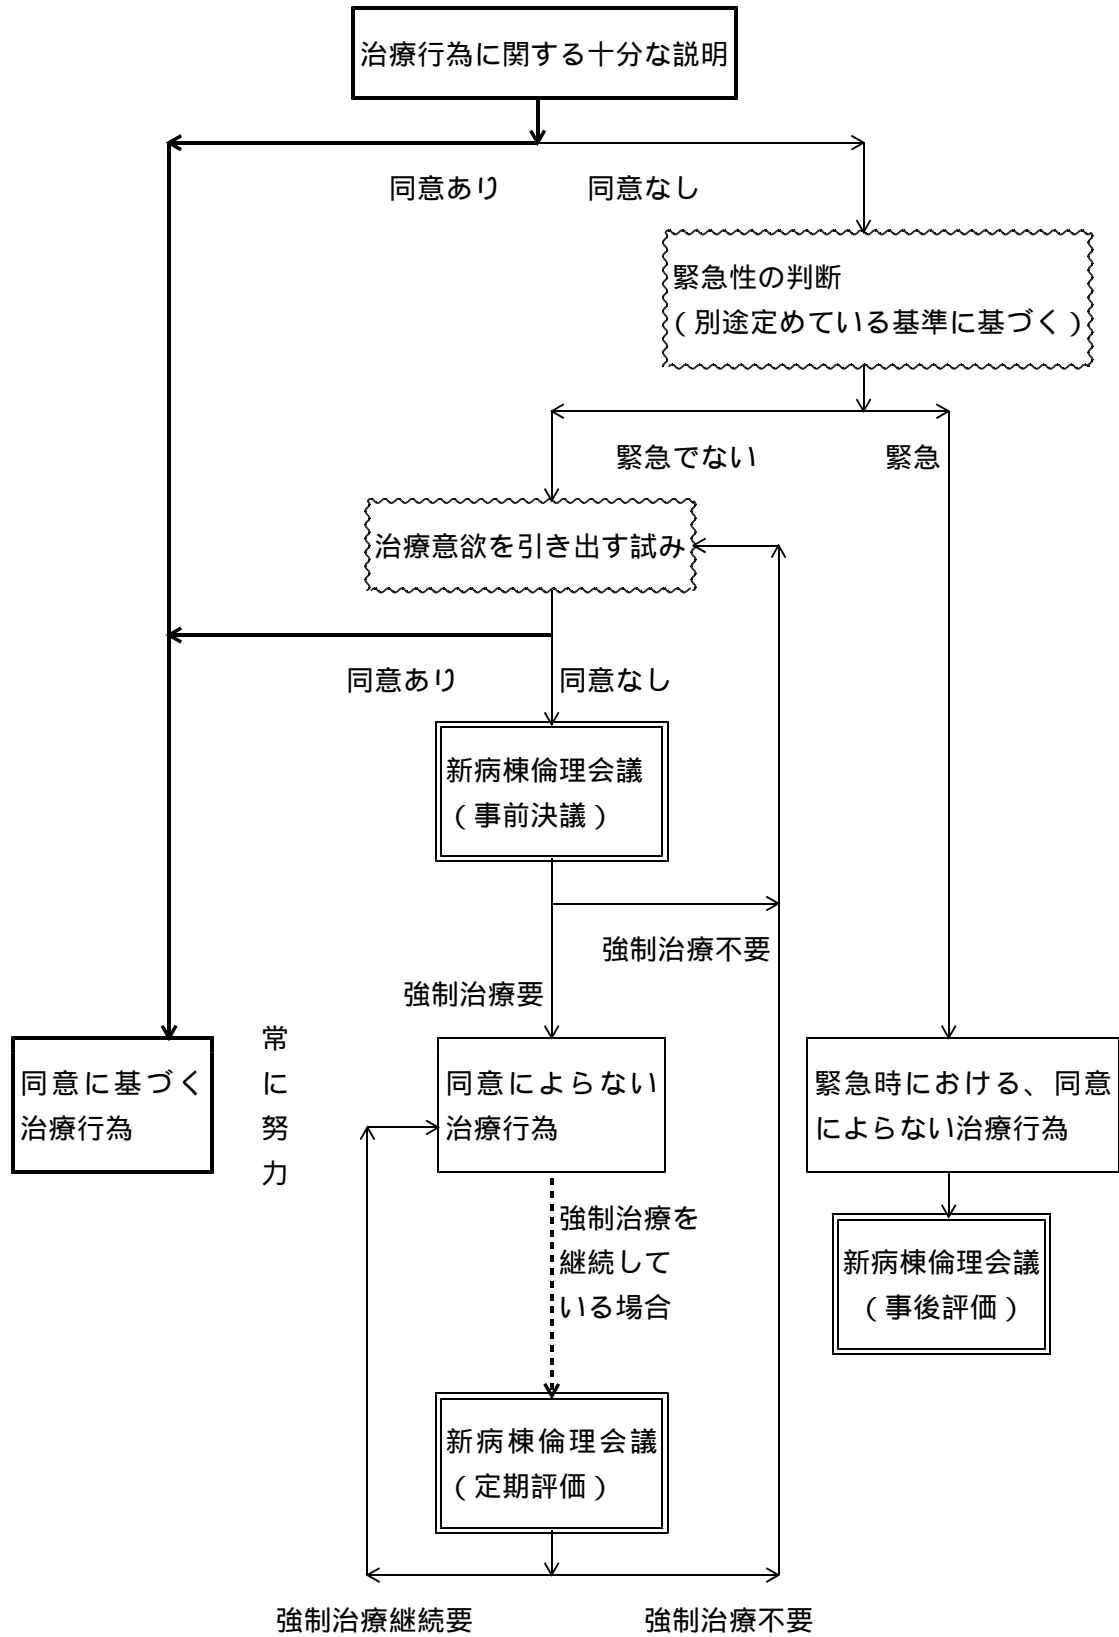 治療行為に関する十分な説明
同意あり
同意なし
緊急性の判断
（別途定めている基準に基づく）
緊急でない
緊急
治療意欲を引き出す試み
同意あり
同意なし
新病棟倫理会議
（事前決議）
強制治療不要
強制治療要
同意に基づく
治療行為
常
に
努
力
同意によらない
治療行為
緊急時における、同意
によらない治療行為
強制治療を
継続して
いる場合
新病棟倫理会議
（事後評価）
新病棟倫理会議
（定期評価）
強制治療継続要
強制治療不要